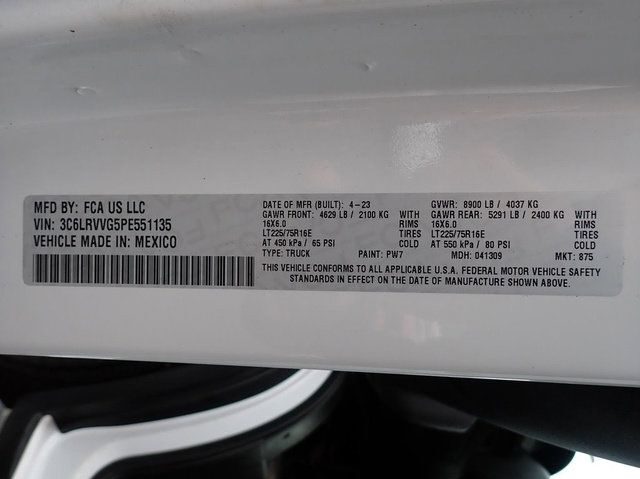 MFD BY: FCA US LLC
VIN: 3C6LRVVG5PE551135
VEHICLE MADE IN: MEXICO
DATE OF MFR (BUILT): 4-23
GAWR FRONT: 4629 LB / 2100 KG WITH
16X6.0 RIMS
LT225/75R16E TIRES
AT 450 kPa / 65 PSI COLD
TYPE: TRUCK PAINT: PW7
GVWR: 8900 LB / 4037 KG
GAWR REAR: 5291 LB / 2400 KG WITH
16X6.0 RIMS
LT225/75R16E TIRES
AT 550 kPa / 80 PSI COLD
MDH: 041309 MKT: 875
THIS VEHICLE CONFORMS TO ALL APPLICABLE U.S.A. FEDERAL MOTOR VEHICLE SAFETY
STANDARDS IN EFFECT ON THE DATE OF MANUFACTURE SHOWN ABOVE.